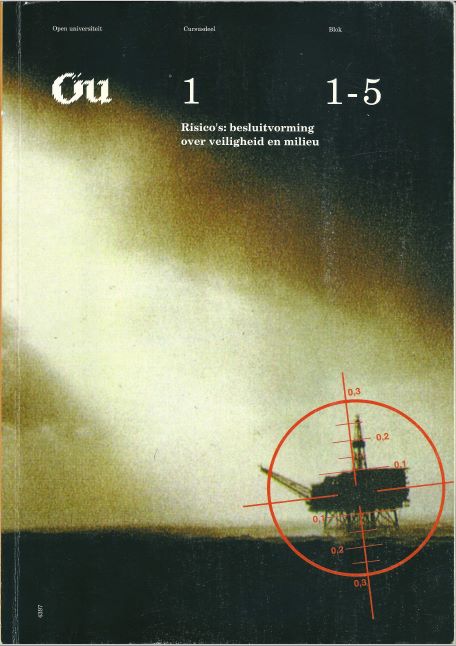 Open universiteit
Cursusdeel
Blok
Ou
1
1-5
Risico's: besluitvorming
over veiligheid en milieu
0,3
0,2
0,1
0,1
0,2
0,3
4397